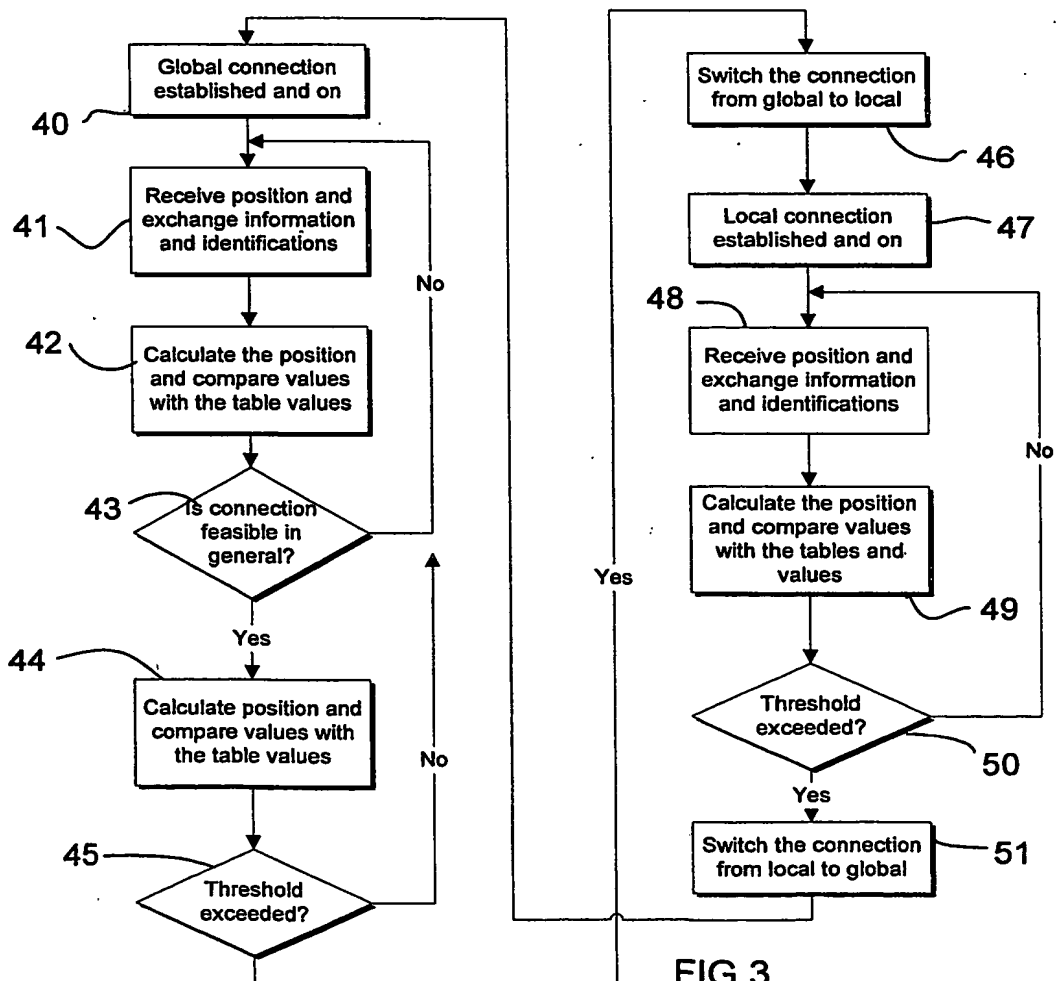 Global connection
established and on
40
Receive position and
exchange information
and identifications
41
No
Calculate the position
and compare values
with the table values
42
Is connection
feasible in
general?
43
Yes
44
Calculate position and
compare values with
the table values
No
45
Threshold
exceeded?
Yes
Switch the connection
from global to local
46
Local connection
established and on
47
48
Receive position and
exchange information
and identifications
No
Calculate the position
and compare values
with the tables and
values
49
Threshold
exceeded?
50
Yes
Switch the connection
from local to global
51
FIG 3